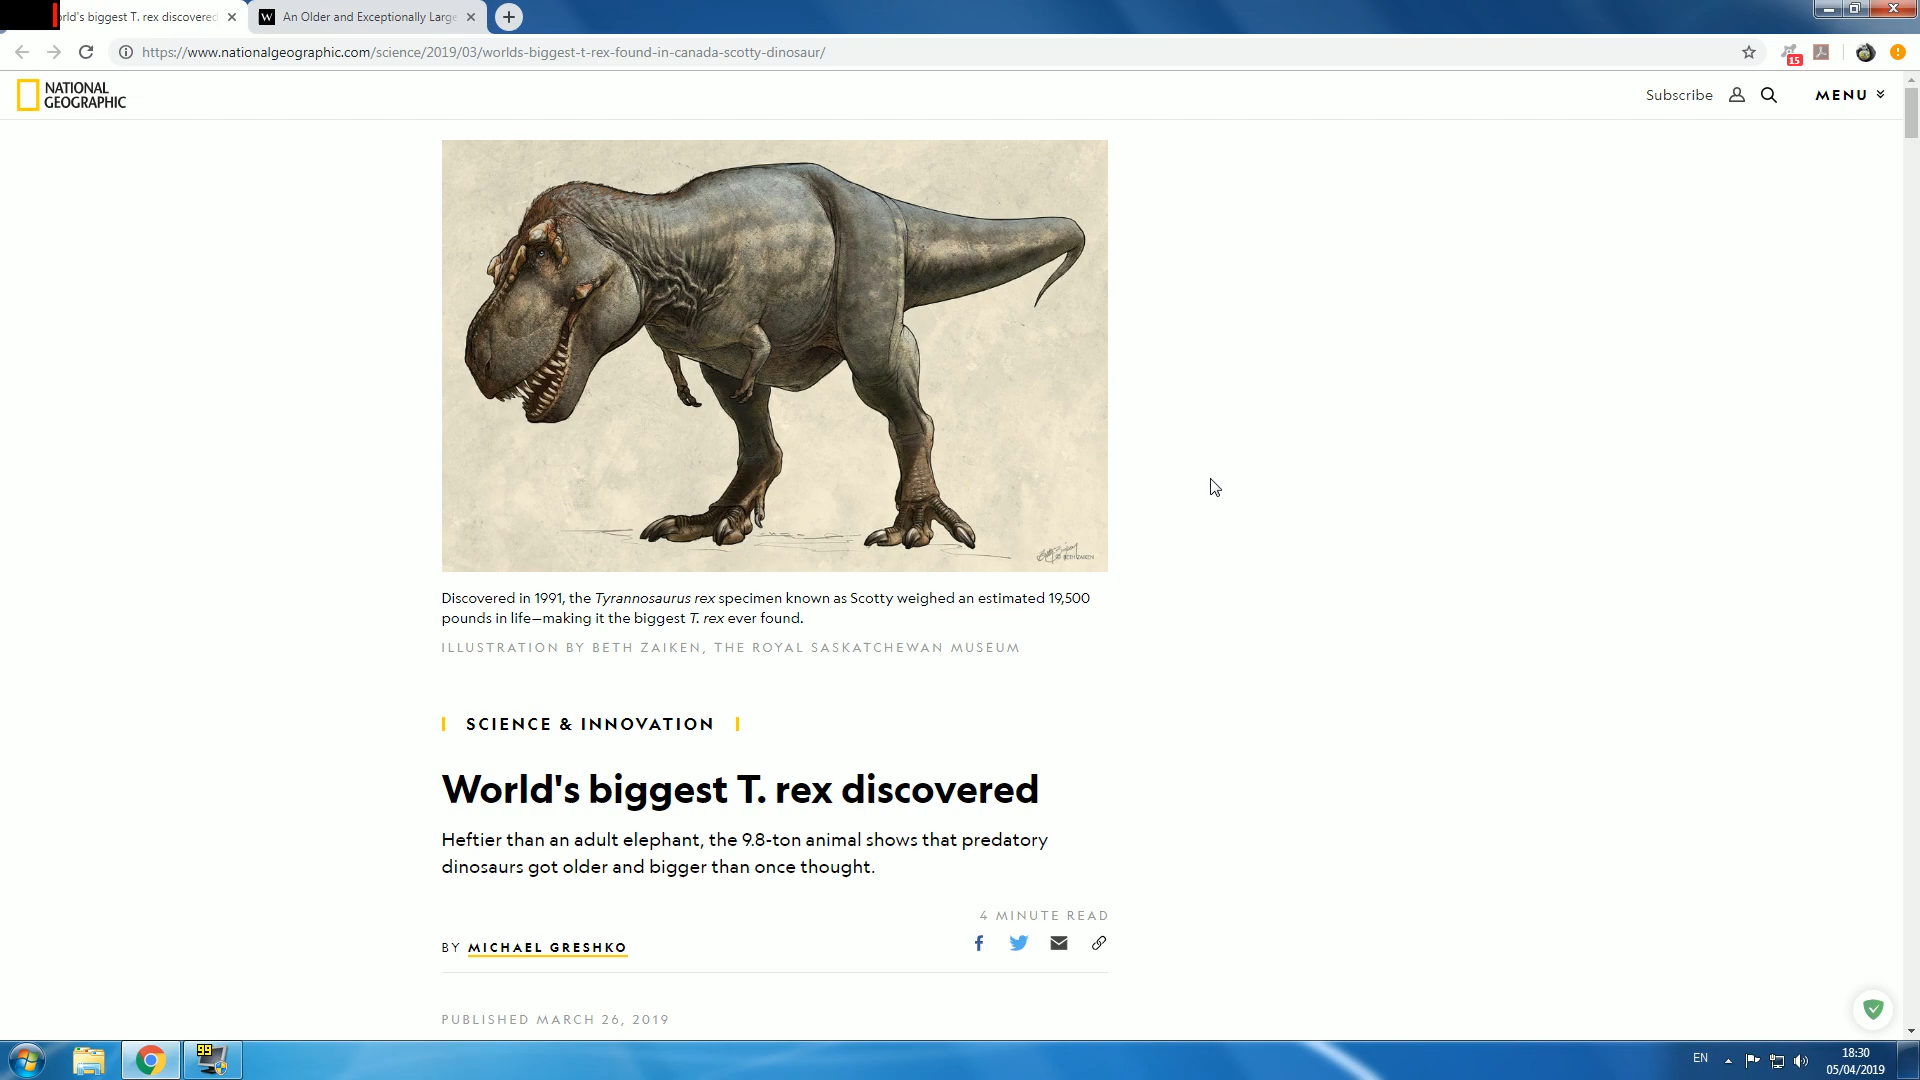 orld's biggest T. rex discovered
W An Older and Exceptionally Large
https://www.nationalgeographic.com/science/2019/03/worlds-biggest-t-rex-found-in-canada-scotty-dinosaur/
15
NATIONAL
GEOGRAPHIC
Subscribe
MENU
© BETH ZAIKEN
Discovered in 1991, the Tyrannosaurus rex specimen known as Scotty weighed an estimated 19,500
pounds in life—making it the biggest T. rex ever found.
ILLUSTRATION BY BETH ZAIKEN, THE ROYAL SASKATCHEWAN MUSEUM
SCIENCE & INNOVATION
World's biggest T. rex discovered
Heftier than an adult elephant, the 9.8-ton animal shows that predatory
dinosaurs got older and bigger than once thought.
4 MINUTE READ
BY MICHAEL GRESHKO
PUBLISHED MARCH 26, 2019
99
EN
18:30
05/04/2019